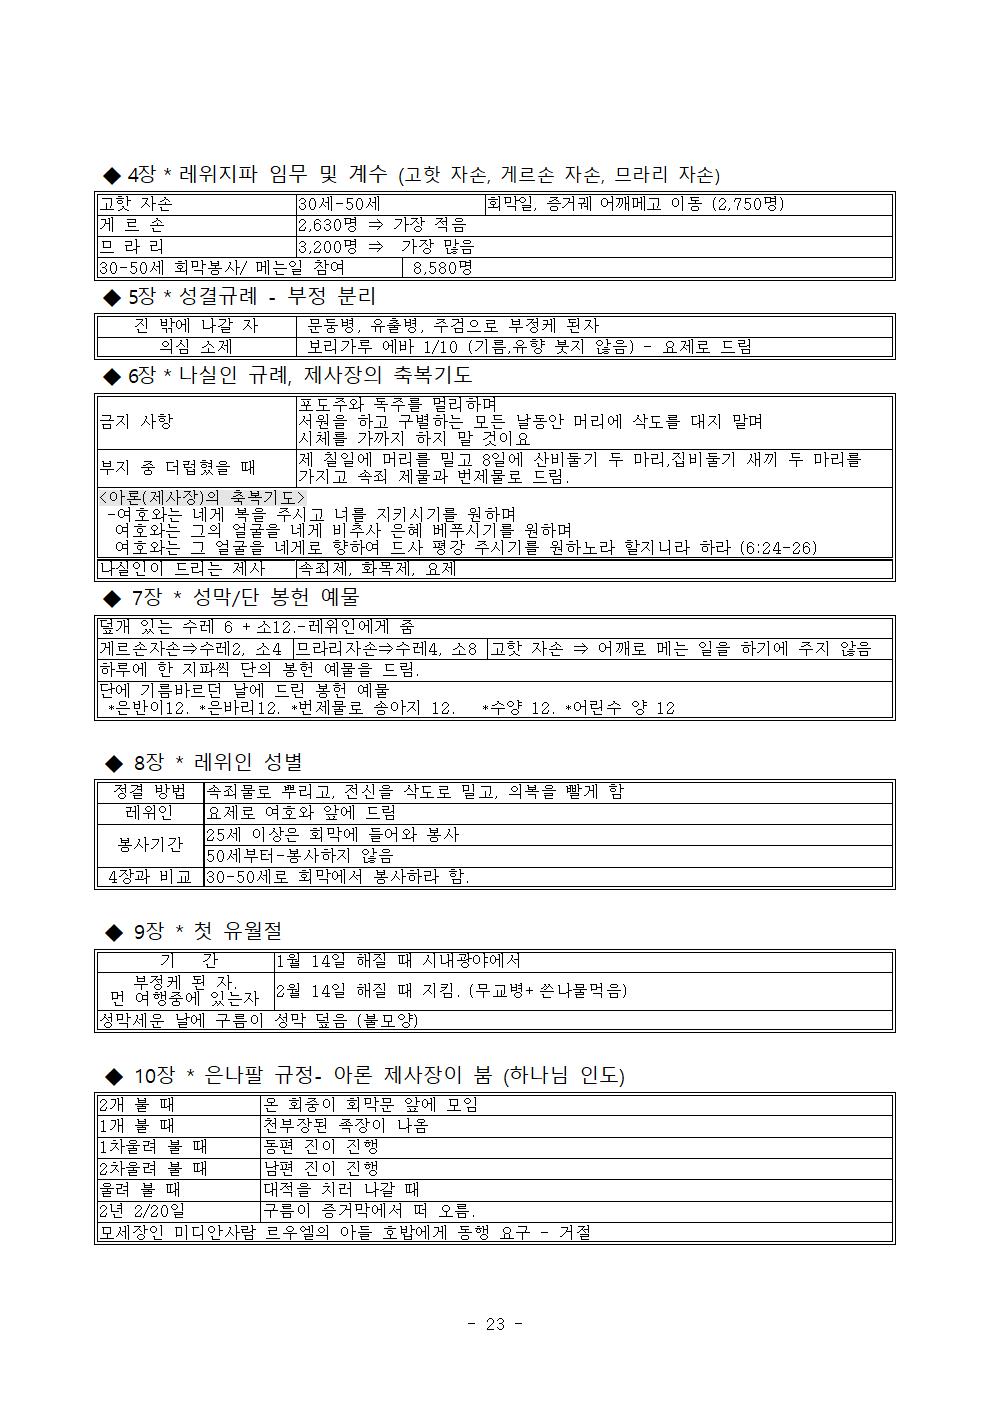 ◆ 4장 * 레위지파 임무 및 계수 (고핫 자손, 게르손 자손, 므라리 자손)
고핫 자손 30세-50세 회막일, 증거궤 어깨메고 이동 (2,750명)
게 르 손 2,630명 ⇒ 가장 적음
므 라 리 3,200명 ⇒ 가장 많음
30-50세 회막봉사/ 메는일 참여 8,580명
◆ 5장 * 성결규례 - 부정 분리
진 밖에 나갈 자 문둥병, 유출병, 주검으로 부정케 된자
의심 소제 보리가루 에바 1/10 (기름,유향 붓지 않음) - 요제로 드림
◆ 6장 * 나실인 규례, 제사장의 축복기도
금지 사항
포도주와 독주를 멀리하며
서원을 하고 구별하는 모든 날동안 머리에 삭도를 대지 말며
시체를 가까지 하지 말 것이요
부지 중 더럽혔을 때
제 칠일에 머리를 밀고 8일에 산비둘기 두 마리,집비둘기 새끼 두 마리를
가지고 속죄 제물과 번제물로 드림.
<아론(제사장)의 축복기도>
-여호와는 네게 복을 주시고 너를 지키시기를 원하며
여호와는 그의 얼굴을 네게 비추사 은혜 베푸시기를 원하며
여호와는 그 얼굴을 네게로 향하여 드사 평강 주시기를 원하노라 할지니라 하라 (6:24-26)
나실인이 드리는 제사 속죄제, 화목제, 요제
◆ 7장 * 성막/단 봉헌 예물
덮개 있는 수레 6 + 소12.-레위인에게 줌
게르손자손⇒수레2, 소4 므라리자손⇒수레4, 소8 고핫 자손 ⇒ 어깨로 메는 일을 하기에 주지 않음
하루에 한 지파씩 단의 봉헌 예물을 드림.
단에 기름바르던 날에 드린 봉헌 예물
*은반이12. *은바리12. *번제물로 송아지 12. *수양 12. *어린수 양 12
◆ 8장 * 레위인 성별
정결 방법 속죄물로 뿌리고, 전신을 삭도로 밀고, 의복을 빨게 함
레위인 요제로 여호와 앞에 드림
봉사기간
25세 이상은 회막에 들어와 봉사
50세부터-봉사하지 않음
4장과 비교 30-50세로 회막에서 봉사하라 함.
◆ 9장 * 첫 유월절
기 간 1월 14일 해질 때 시내광야에서
부정케 된 자.
먼 여행중에 있는자
2월 14일 해질 때 지킴. (무교병+ 쓴나물먹음)
성막세운 날에 구름이 성막 덮음 (불모양)
◆ 10장 * 은나팔 규정- 아론 제사장이 붐 (하나님 인도)
2개 불 때 온 회중이 회막문 앞에 모임
1개 불 때 천부장된 족장이 나옴
1차울려 불 때 동편 진이 진행
2차울려 불 때 남편 진이 진행
울려 불 때 대적을 치러 나갈 때
2년 2/20일 구름이 증거막에서 떠 오름.
모세장인 미디안사람 르우엘의 아들 호밥에게 동행 요구 - 거절
- 23 -